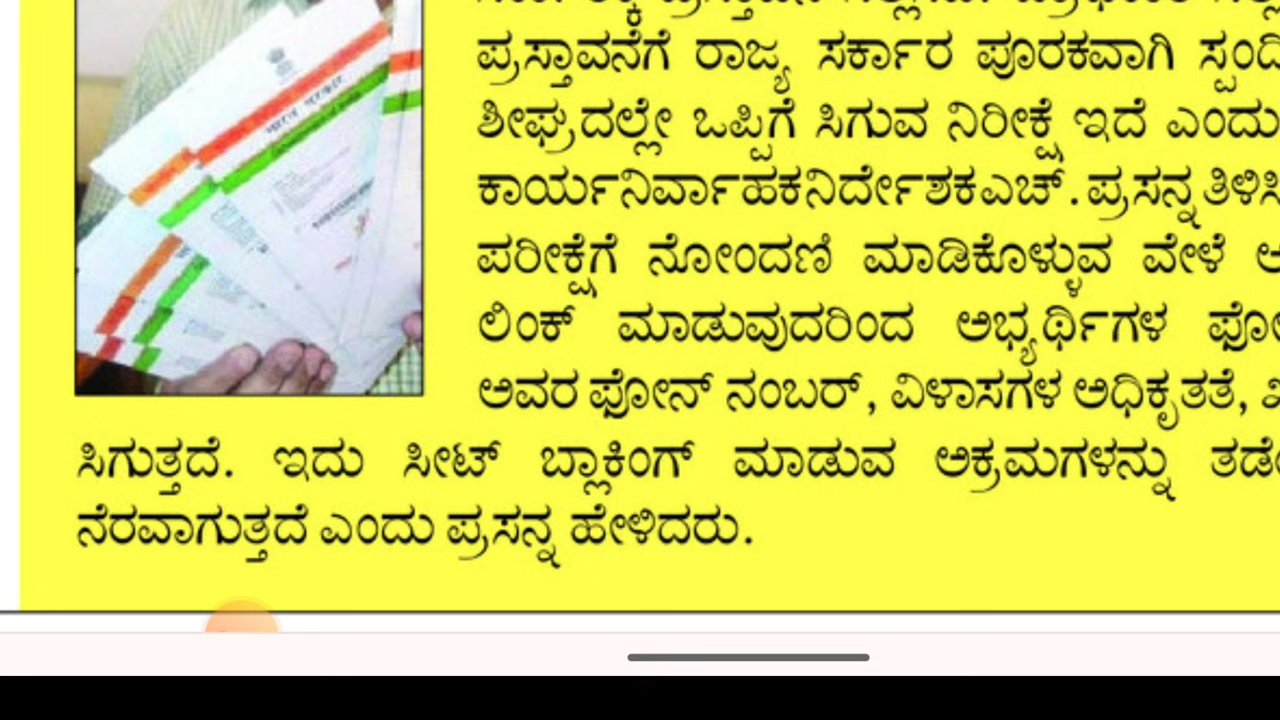 ಪ್ರಸ್ತಾವನೆಗೆ ರಾಜ್ಯ ಸರ್ಕಾರ ಪೂರಕವಾಗಿ
ಶೀಘ್ರದಲ್ಲೇ ಒಪ್ಪಿಗೆ ಸಿಗುವ ನಿರೀಕ್ಷೆ ಇದೆ ಎಂದು
ಕಾರ್ಯನಿರ್ವಾಹಕನಿರ್ದೇಶಕಎಚ್.ಪ್ರಸನ್ನ
ಪರೀಕ್ಷೆಗೆ ನೋಂದಣಿ ಮಾಡಿಕೊಳ್ಳುವ ವೇಳೆ
ಲಿಂಕ್ ಮಾಡುವುದರಿಂದ ಅಭ್ಯರ್ಥಿಗಳ
ಅವರ ಫೋನ್ ನಂಬರ್, ವಿಳಾಸಗಳ ಅಧಿಕೃತತೆ,
ಸಿಗುತ್ತದೆ. ಇದು ಸೀಟ್ ಬ್ಲಾಕಿಂಗ್ ಮಾಡುವ ಅಕ್ರಮಗಳನ್ನು
ನೆರವಾಗುತ್ತದೆ ಎಂದು ಪ್ರಸನ್ನ ಹೇಳಿದರು.